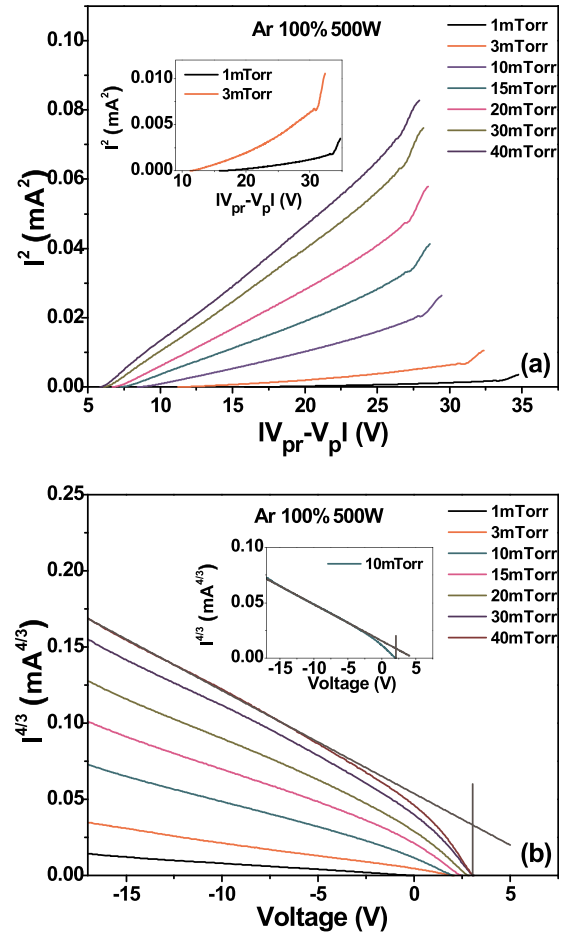 Ar 100% 500W
1mTorr
3mTorr
10mTorr
15mTorr
20mTorr
30mTorr
40mTorr
0.10
0.08
0.06
0.04
0.02
0.00
I² (mA²)
5 10 15 20 25 30 35
|Vpr-Vp| (V)
(a)
1mTorr
3mTorr
0.010
0.005
0.000
I² (mA²)
10 20 30
|Vpr-Vp| (V)
Ar 100% 500W
1mTorr
3mTorr
10mTorr
15mTorr
20mTorr
30mTorr
40mTorr
0.25
0.20
0.15
0.10
0.05
0.00
I^4/3 (mA^4/3)
-15 -10 -5 0 5
Voltage (V)
(b)
10mTorr
0.10
0.05
0.00
I^4/3 (mA^4/3)
-15 -10 -5 0 5
Voltage (V)